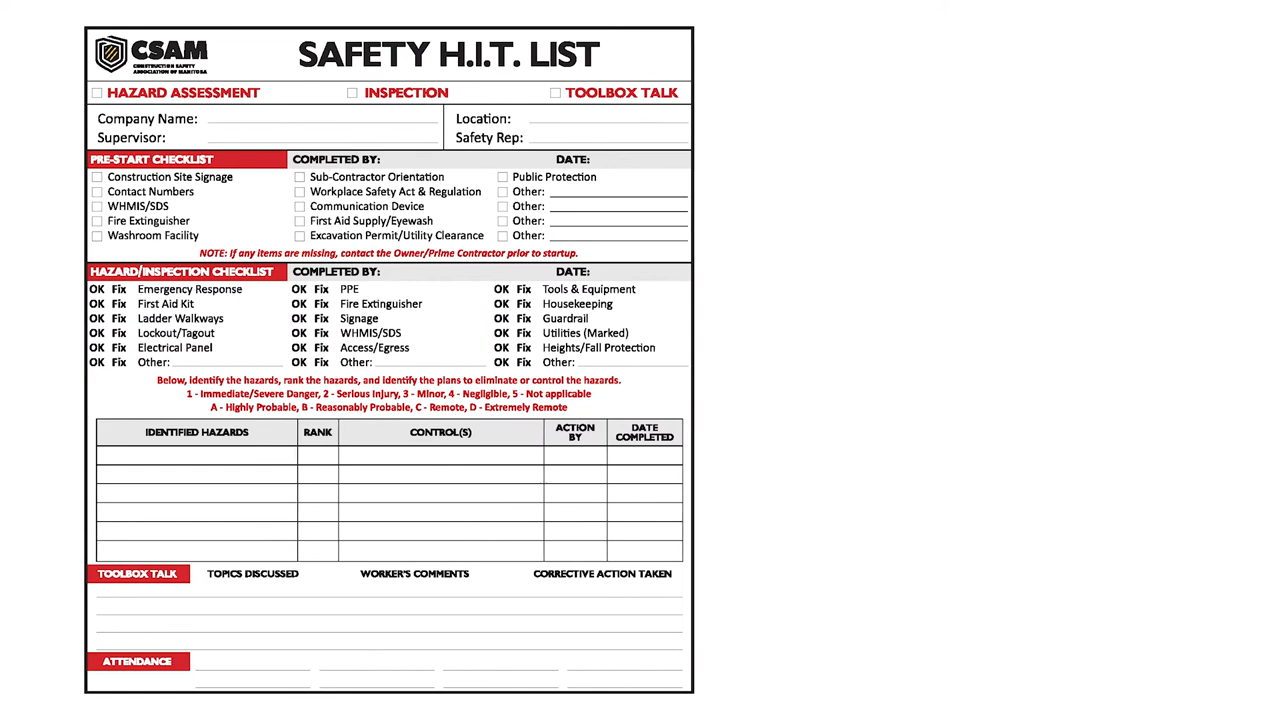 CSAM
CONSTRUCTION SAFETY
ASSOCIATION OF MANITOBA
SAFETY H.I.T. LIST
HAZARD ASSESSMENT INSPECTION TOOLBOX TALK
Company Name: Location:
Supervisor: Safety Rep:
PRE-START CHECKLIST COMPLETED BY: DATE:
Construction Site Signage Sub-Contractor Orientation Public Protection
Contact Numbers Workplace Safety Act & Regulation Other:
WHMIS/SDS Communication Device Other:
Fire Extinguisher First Aid Supply/Eyewash Other:
Washroom Facility Excavation Permit/Utility Clearance Other:
NOTE: If any items are missing, contact the Owner/Prime Contractor prior to startup.
HAZARD/INSPECTION CHECKLIST COMPLETED BY: DATE:
OK Fix Emergency Response OK Fix PPE OK Fix Tools & Equipment
OK Fix First Aid Kit OK Fix Fire Extinguisher OK Fix Housekeeping
OK Fix Ladder Walkways OK Fix Signage OK Fix Guardrail
OK Fix Lockout/Tagout OK Fix WHMIS/SDS OK Fix Utilities (Marked)
OK Fix Electrical Panel OK Fix Access/Egress OK Fix Heights/Fall Protection
OK Fix Other: OK Fix Other: OK Fix Other:
Below, identify the hazards, rank the hazards, and identify the plans to eliminate or control the hazards.
1 - Immediate/Severe Danger, 2 - Serious Injury, 3 - Minor, 4 - Negligible, 5 - Not applicable
A - Highly Probable, B - Reasonably Probable, C - Remote, D - Extremely Remote
IDENTIFIED HAZARDS RANK CONTROL(S) ACTION BY DATE COMPLETED
TOOLBOX TALK TOPICS DISCUSSED WORKER'S COMMENTS CORRECTIVE ACTION TAKEN
ATTENDANCE